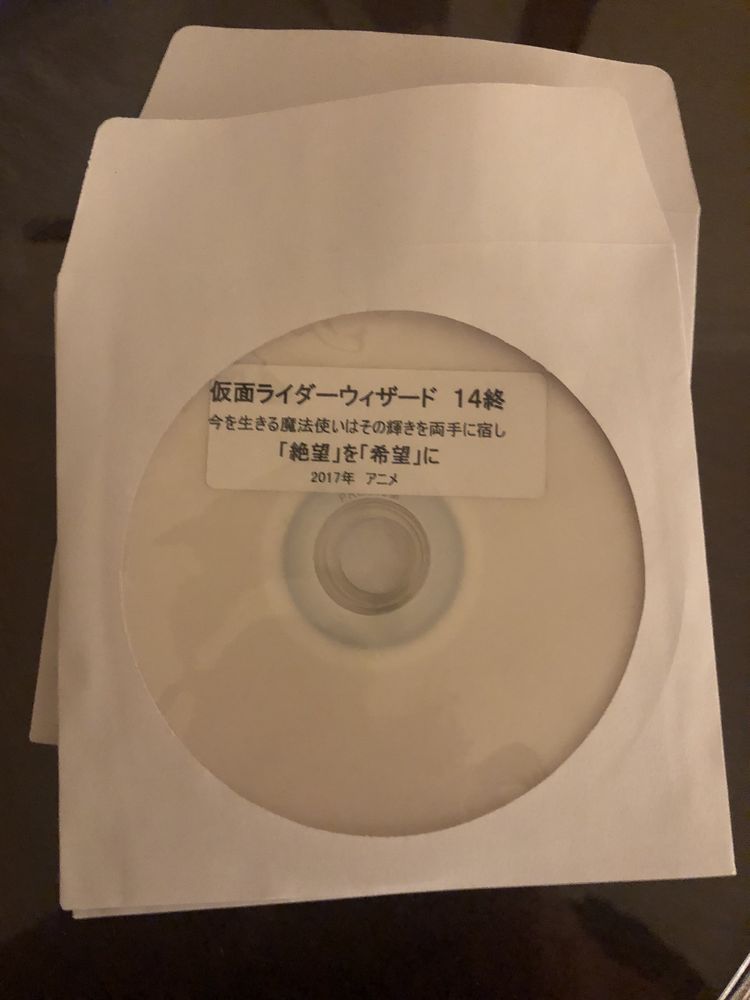 仮面ライダーウィザード 14終
今を生きる魔法使いはその輝きを両手に宿し
「絶望」を「希望」に
2017年 アニメ